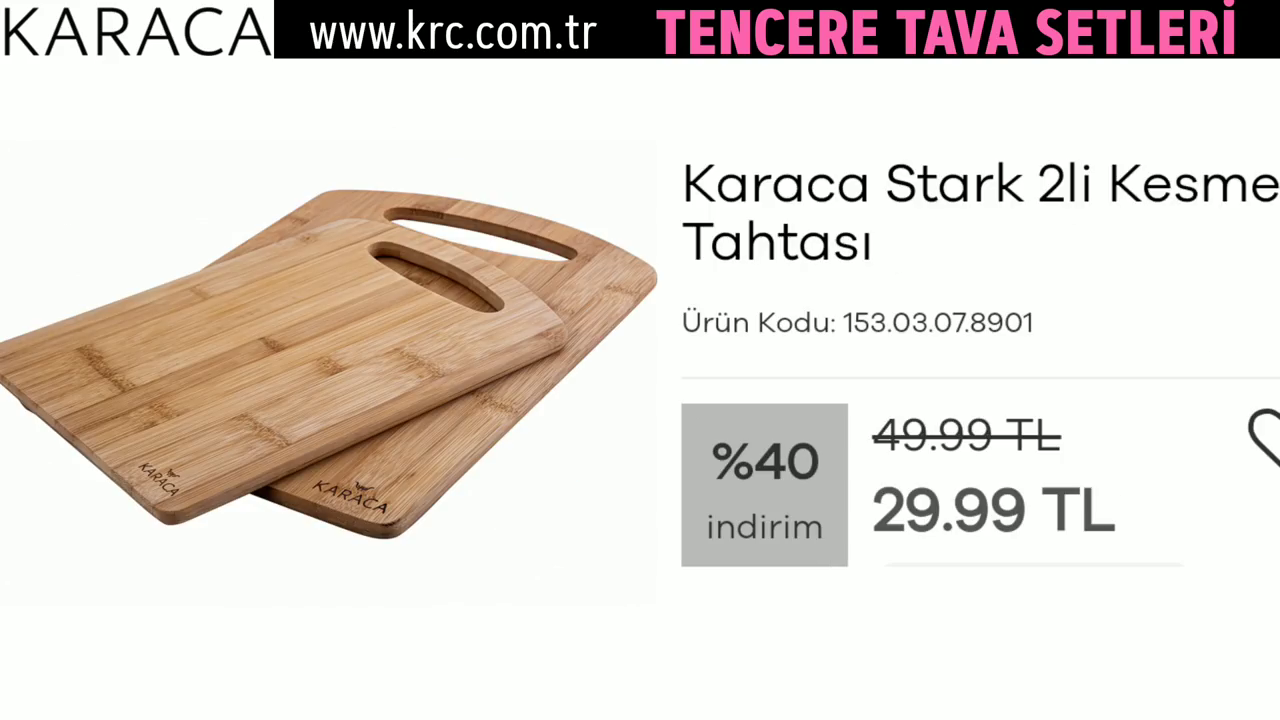 KARACA www.krc.com.tr TENCERE TAVA SETLERİ
Karaca Stark 2li Kesme
Tahtası
Ürün Kodu: 153.03.07.8901
%40
indirim
49.99 TL
29.99 TL
KARACA
KARACA